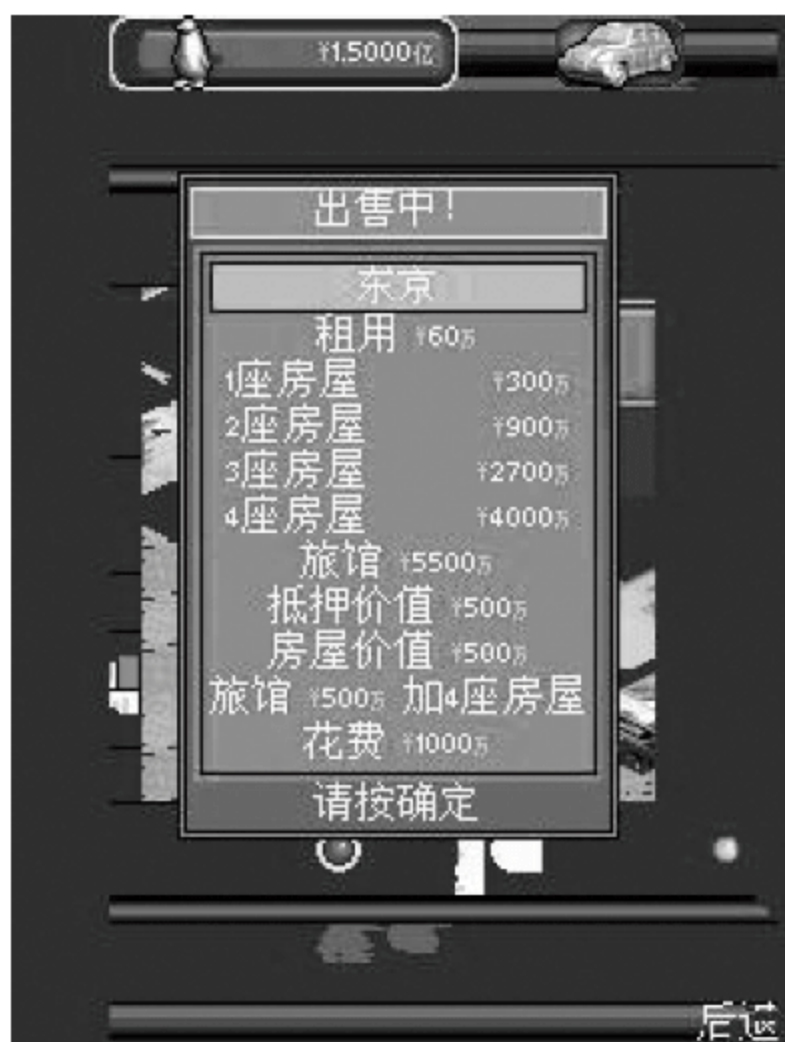 ¥1.5000亿
出售中!
东京
租用 ¥60万
1座房屋 ¥300万
2座房屋 ¥900万
3座房屋 ¥2700万
4座房屋 ¥4000万
旅馆 ¥5500万
抵押价值 ¥500万
房屋价值 ¥500万
旅馆 ¥500万 加4座房屋
花费 ¥1000万
请按确定
后退